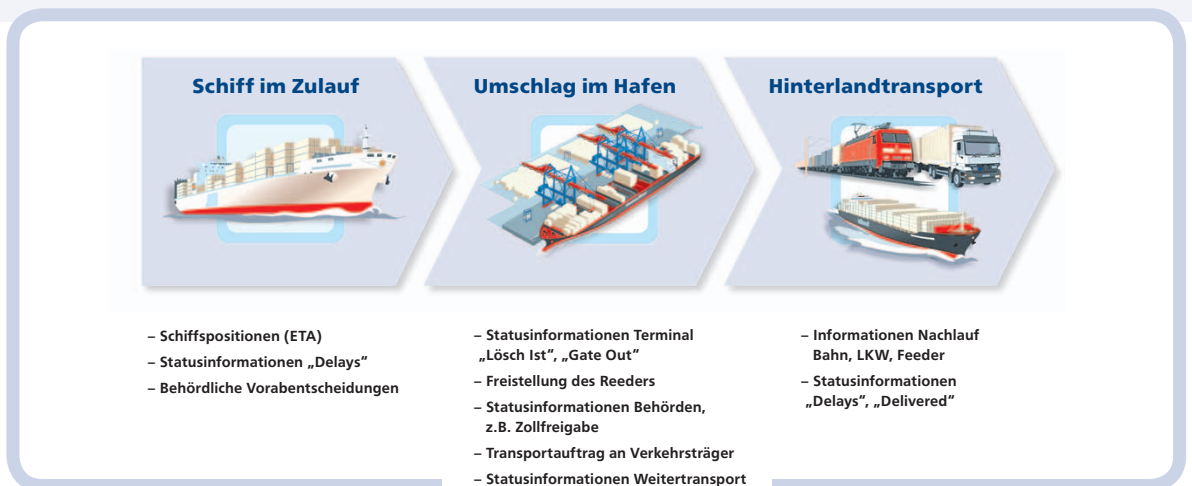 Schiff im Zulauf
– Schiffspositionen (ETA)
– Statusinformationen „Delays“
– Behördliche Vorabentscheidungen
Umschlag im Hafen
– Statusinformationen Terminal
„Lösch Ist“, „Gate Out“
– Freistellung des Reeders
– Statusinformationen Behörden,
z.B. Zollfreigabe
– Transportauftrag an Verkehrsträger
– Statusinformationen Weitertransport
Hinterlandtransport
– Informationen Nachlauf
Bahn, LKW, Feeder
– Statusinformationen
„Delays“, „Delivered“